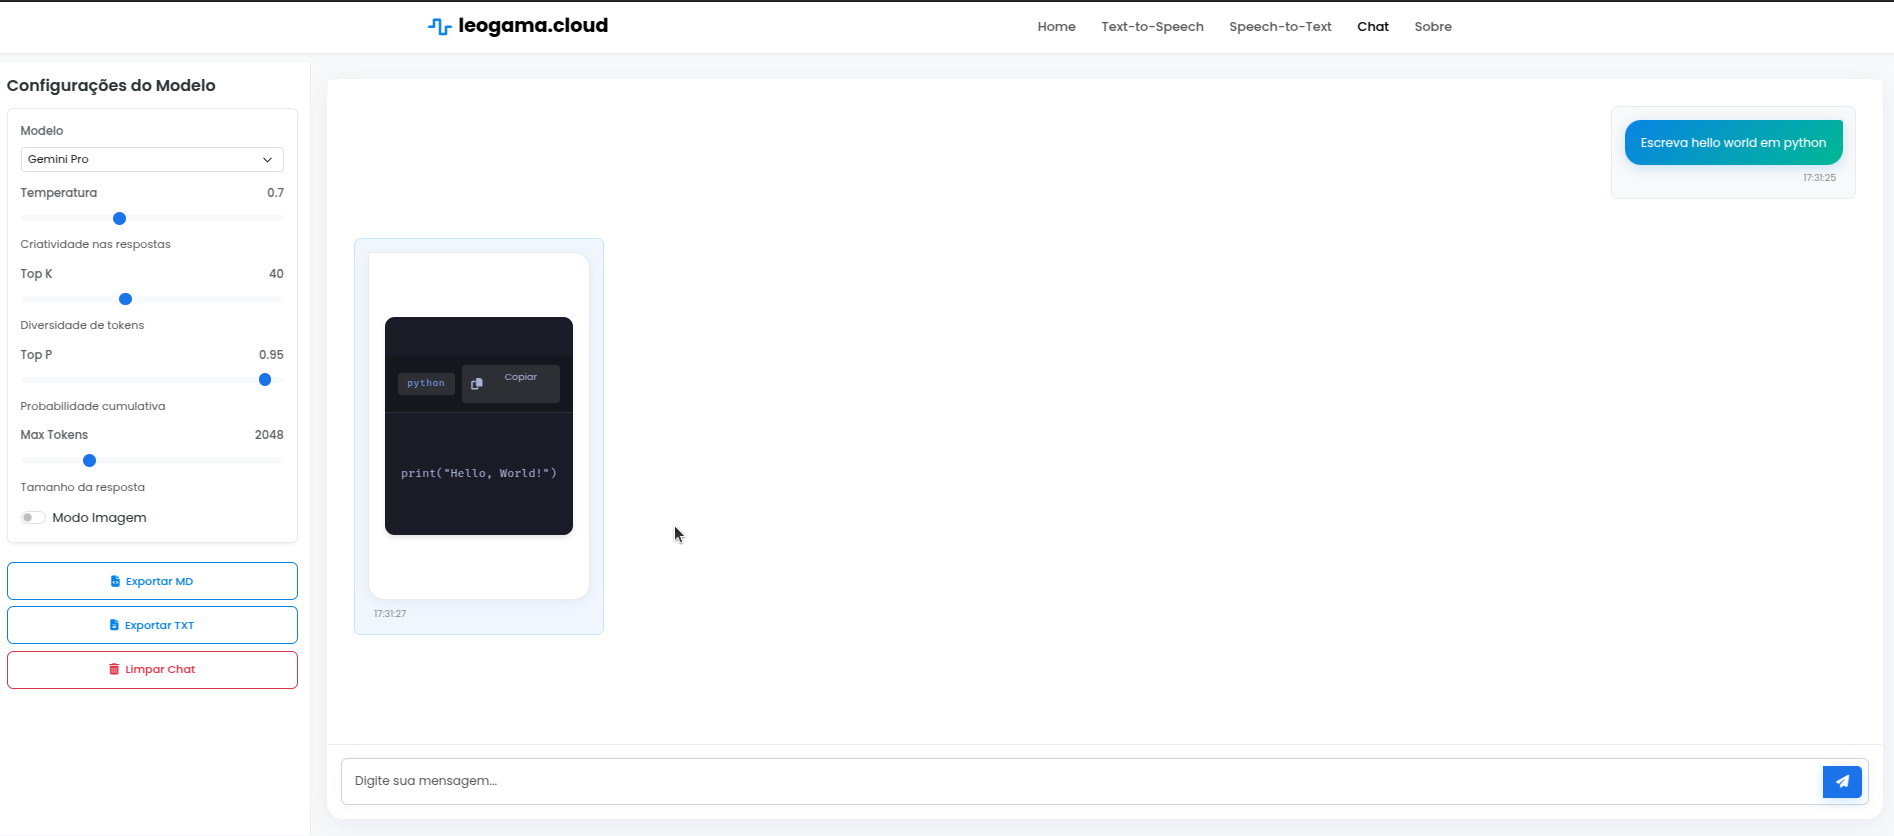 leogama.cloud
Home Text-to-Speech Speech-to-Text Chat Sobre
Configurações do Modelo
Modelo
Gemini Pro
Temperatura 0.7
Criatividade nas respostas
Top K 40
Diversidade de tokens
Top P 0.95
Probabilidade cumulativa
Max Tokens 2048
Tamanho da resposta
Modo Imagem
Exportar MD
Exportar TXT
Limpar Chat
Escreva hello world em python
17:31:25
python Copiar
print("Hello, World!")
17:31:27
Digite sua mensagem...